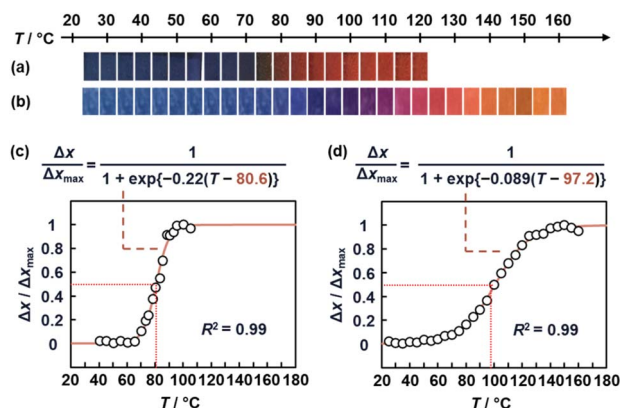 T / °C 20 30 40 50 60 70 80 90 100 110 120 130 140 150 160
(a)
(b)
(c) Δx / Δx_max = 1 / 1 + exp{−0.22(T − 80.6)}
1
0.8
0.6
0.4
0.2
0
Δx / Δx_max
R² = 0.99
20 40 60 80 100 120 140 160 180
T / °C
(d) Δx / Δx_max = 1 / 1 + exp{−0.089(T − 97.2)}
1
0.8
0.6
0.4
0.2
0
Δx / Δx_max
R² = 0.99
20 40 60 80 100 120 140 160 180
T / °C